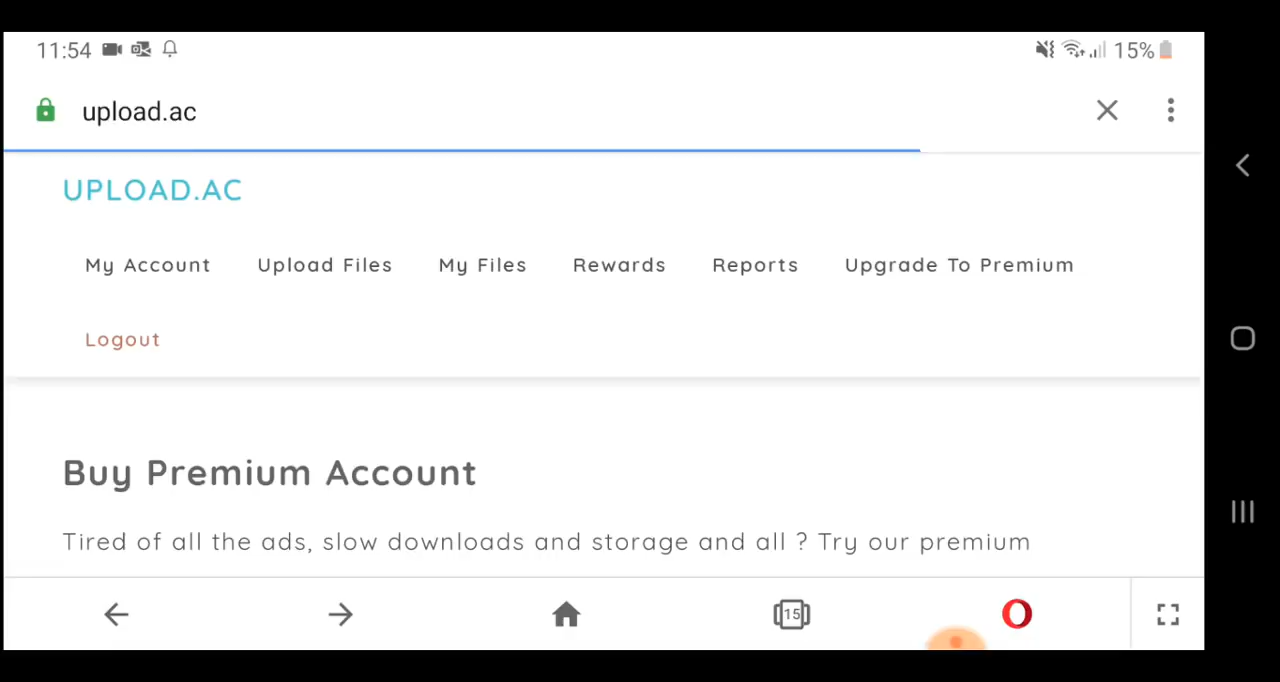 11:54
15%
upload.ac
UPLOAD.AC
My Account Upload Files My Files Rewards Reports Upgrade To Premium
Logout
Buy Premium Account
Tired of all the ads, slow downloads and storage and all ? Try our premium
15